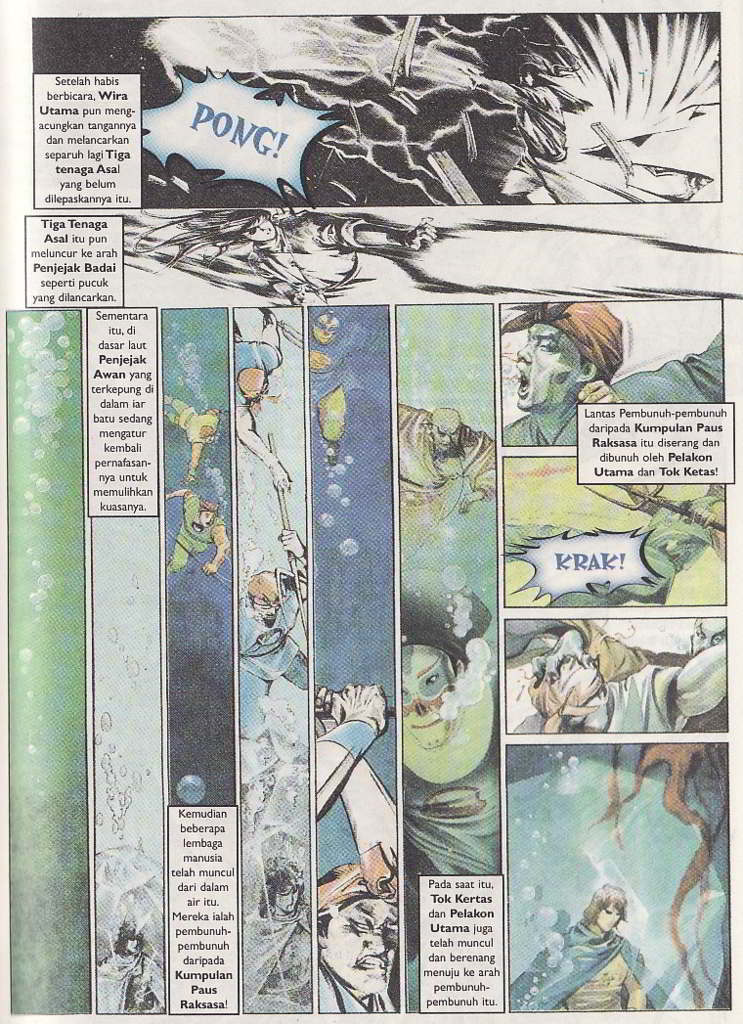 Setelah habis
berbicara, Wira
Utama pun meng-
acungkan tangannya
dan melancarkan
separuh lagi Tiga
tenaga Asal
yang belum
dilepaskannya itu.
PONG!
Tiga Tenaga
Asal itu pun
meluncur ke arah
Penjejak Badai
seperti pucuk
yang dilancarkan.
Sementara
itu, di
dasar laut
Penjejak
Awan yang
terkepung di
dalam iar
batu sedang
mengatur
kembali
pernafasan-
nya untuk
memulihkan
kuasanya.
Kemudian
beberapa
lembaga
manusia
telah muncul
dari dalam
air itu.
Mereka ialah
pembunuh-
pembunuh
daripada
Kumpulan
Paus
Raksasa!
Pada saat itu,
Tok Kertas
dan Pelakon
Utama juga
telah muncul
dan berenang
menuju ke arah
pembunuh-
pembunuh itu.
Lantas Pembunuh-pembunuh
daripada Kumpulan Paus
Raksasa itu diserang dan
dibunuh oleh Pelakon
Utama dan Tok Ketas!
KRAK!